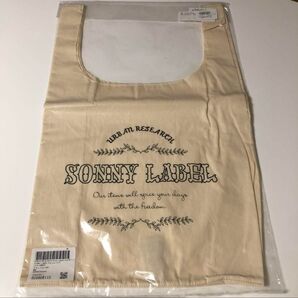 URBAN RESEARCH
SONNY LABEL
Our items will spice your days
with the freedom.